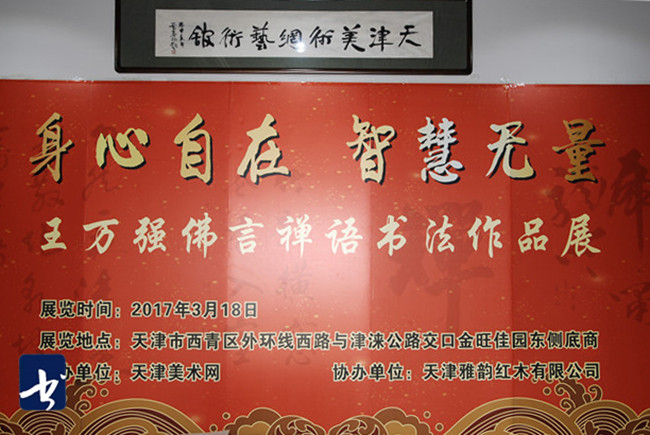 天津美術網藝術館
身心自在 智慧无量
王万强佛言禅语书法作品展
展览时间：2017年3月18日
展览地点：天津市西青区外环线西路与津涞公路交口金旺佳园东侧底商
办单位：天津美术网 协办单位：天津雅韵红木有限公司